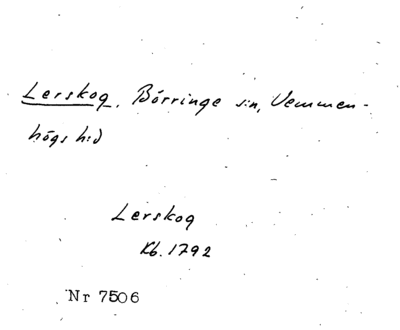 Lerskog, Börringe s:n, Vemmen-
högs h:d
Lerskog
Kb. 1792
Nr 7506